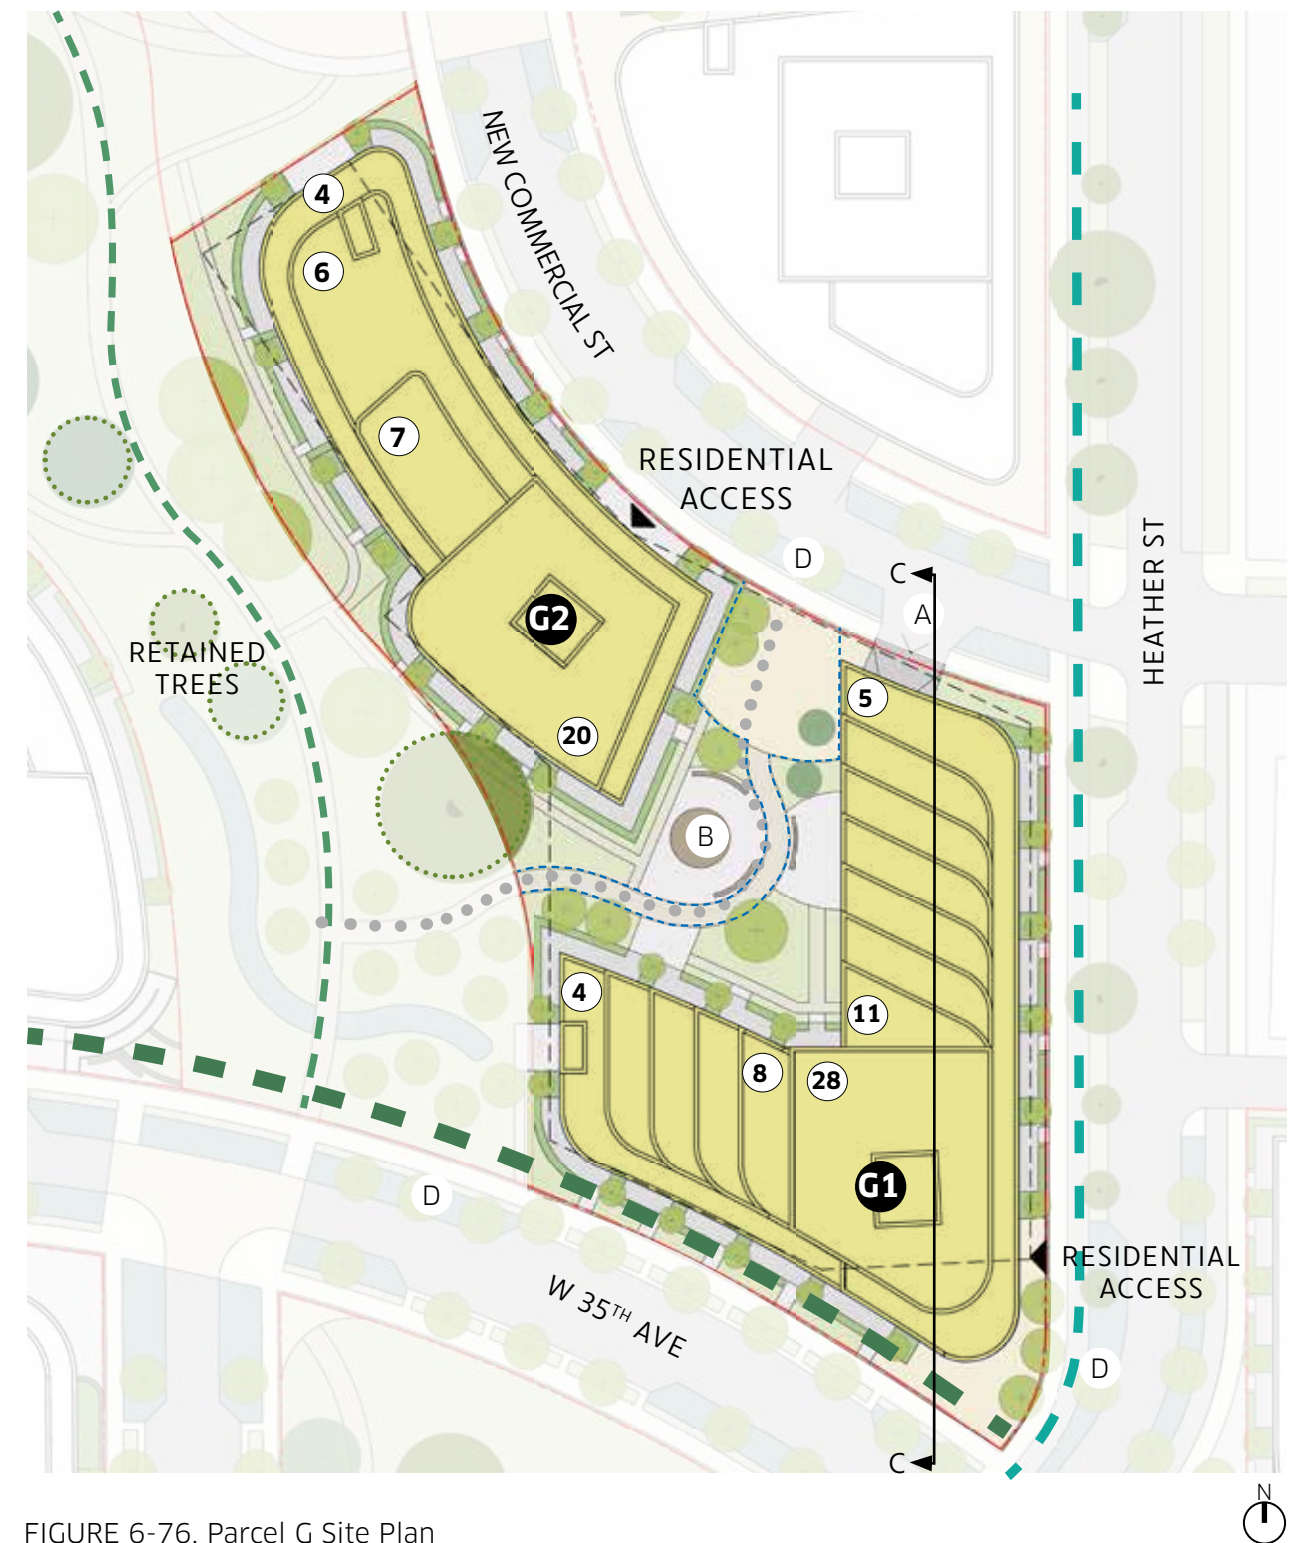 NEW COMMERCIAL ST
4
6
7
RESIDENTIAL
ACCESS
D
C
A
HEATHER ST
G2
RETAINED
TREES
5
20
B
4
11
8
28
G1
D
RESIDENTIAL
ACCESS
W 35TH AVE
D
C
N
FIGURE 6-76. Parcel G Site Plan